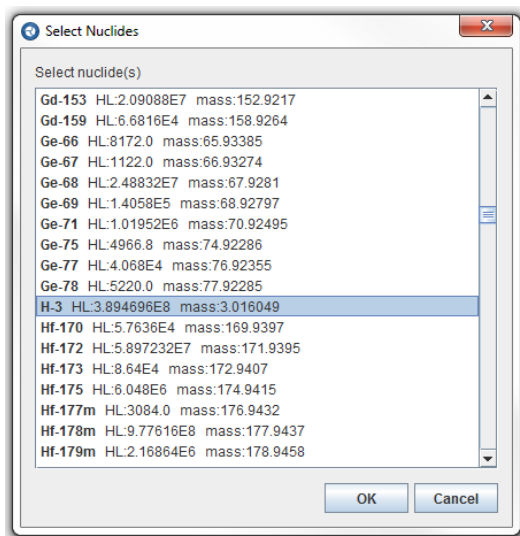 Select Nuclides
Select nuclide(s)
Gd-153 HL:2.09088E7 mass:152.9217
Gd-159 HL:6.6816E4 mass:158.9264
Ge-66 HL:8172.0 mass:65.93385
Ge-67 HL:1122.0 mass:66.93274
Ge-68 HL:2.48832E7 mass:67.9281
Ge-69 HL:1.4058E5 mass:68.92797
Ge-71 HL:1.01952E6 mass:70.92495
Ge-75 HL:4966.8 mass:74.92286
Ge-77 HL:4.068E4 mass:76.92355
Ge-78 HL:5220.0 mass:77.92285
H-3 HL:3.894696E8 mass:3.016049
Hf-170 HL:5.7636E4 mass:169.9397
Hf-172 HL:5.897232E7 mass:171.9395
Hf-173 HL:8.64E4 mass:172.9407
Hf-175 HL:6.048E6 mass:174.9415
Hf-177m HL:3084.0 mass:176.9432
Hf-178m HL:9.77616E8 mass:177.9437
Hf-179m HL:2.16864E6 mass:178.9458
OK Cancel